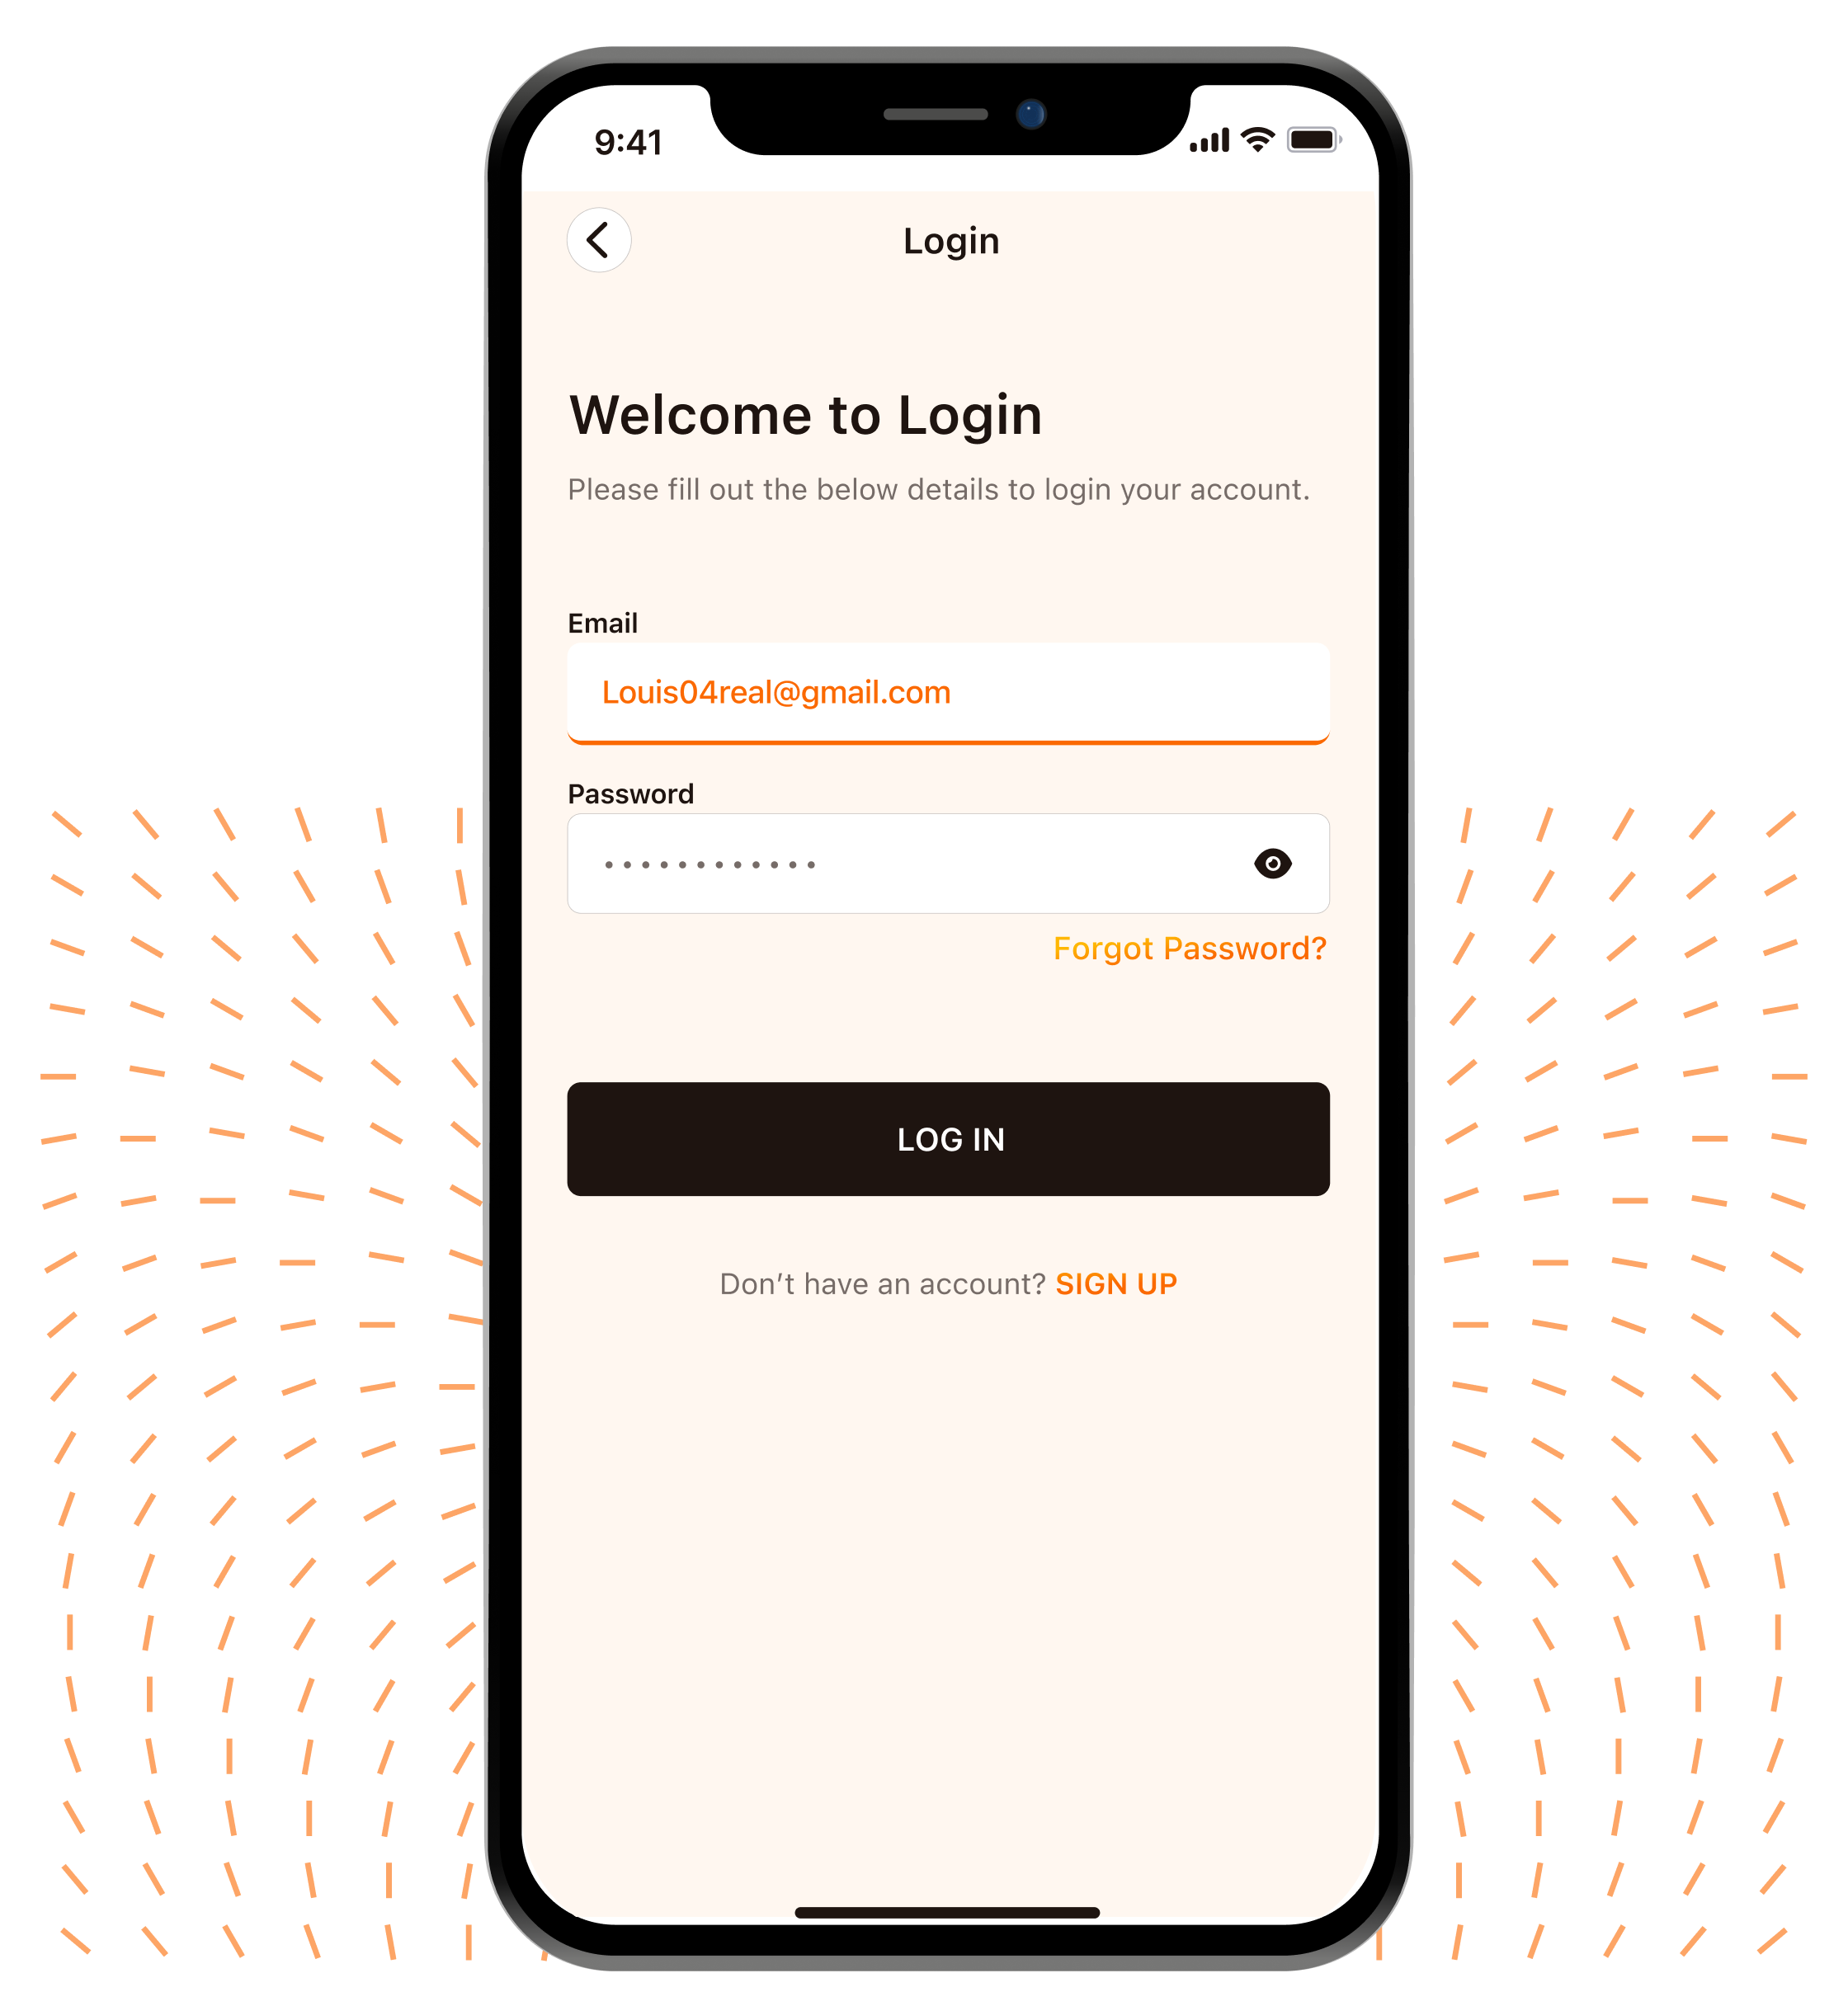 9:41
Login
Welcome to Login
Please fill out the below details to login your account.
Email
Louis04real@gmail.com
Password
Forgot Password?
LOG IN
Don’t have an account? SIGN UP